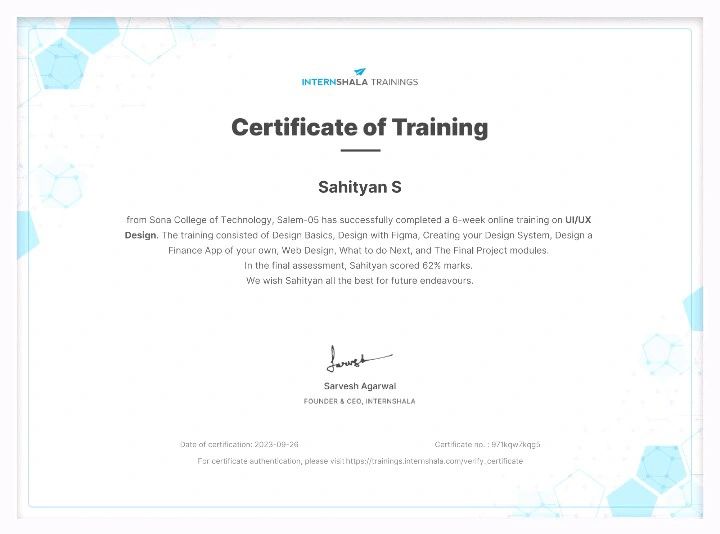 INTERNSHALA TRAININGS
Certificate of Training
Sahityan S
from Sona College of Technology, Salem-05 has successfully completed a 6-week online training on UI/UX
Design. The training consisted of Design Basics, Design with Figma, Creating your Design System, Design a
Finance App of your own, Web Design, What to do Next, and The Final Project modules.
In the final assessment, Sahityan scored 62% marks.
We wish Sahityan all the best for future endeavours.
Sarvesh
Sarvesh Agarwal
FOUNDER & CEO, INTERNSHALA
Date of certification: 2023-09-26 Certificate no. : 971kqw7kqg5
For certificate authentication, please visit https://trainings.internshala.com/verify_certificate